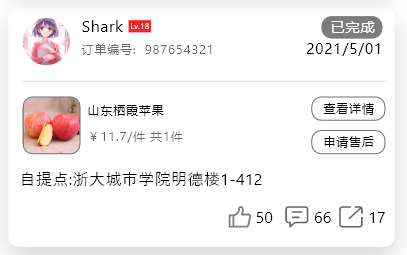 Shark Lv.18 已完成
订单编号: 987654321 2021/5/01
山东栖霞苹果 查看详情
￥11.7/件 共1件 申请售后
自提点:浙大城市学院明德楼1-412
50 66 17